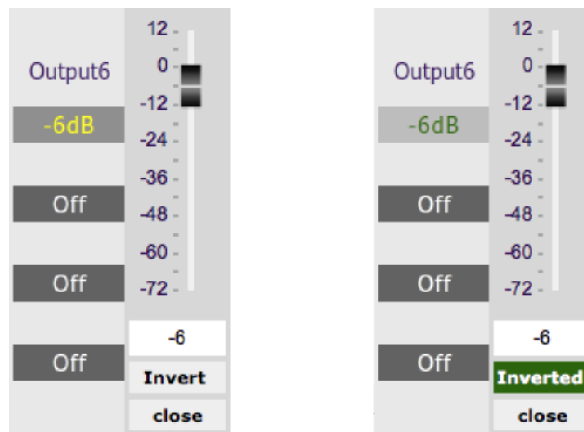 Output6
-6dB
Off
Off
Off
12
0
-12
-24
-36
-48
-60
-72
-6
Invert
close
Output6
-6dB
Off
Off
Off
12
0
-12
-24
-36
-48
-60
-72
-6
Inverted
close